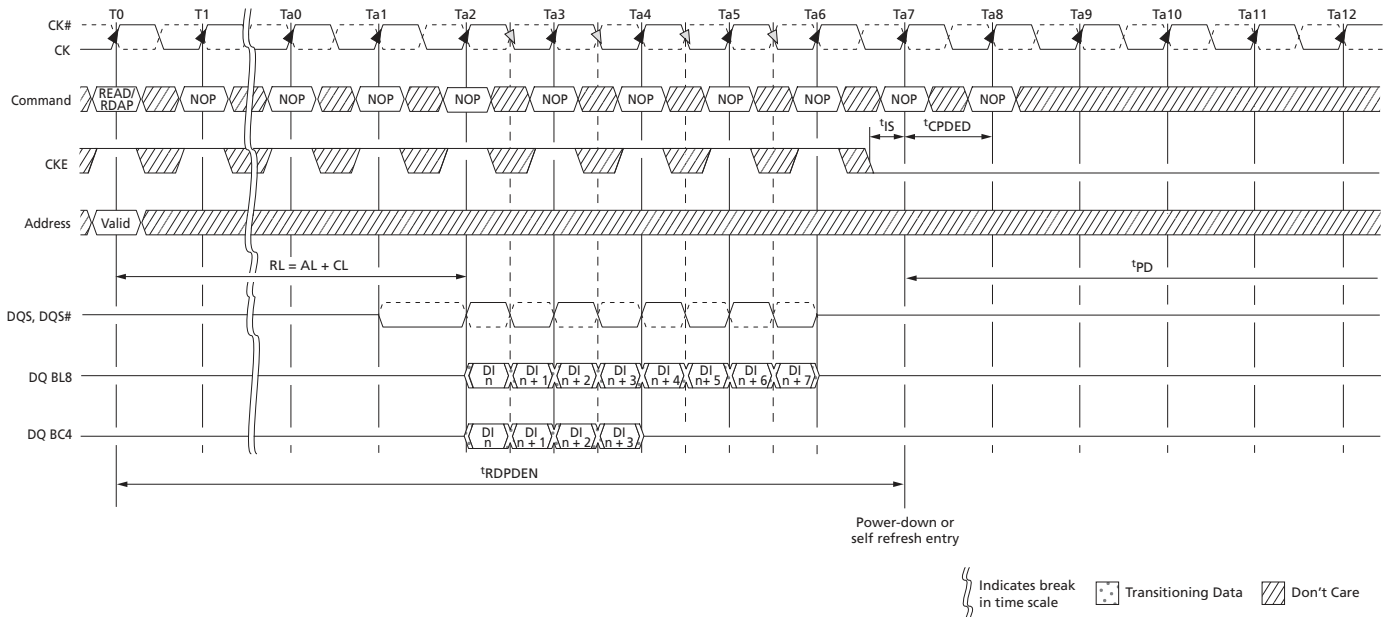 T0 T1 Ta0 Ta1 Ta2 Ta3 Ta4 Ta5 Ta6 Ta7 Ta8 Ta9 Ta10 Ta11 Ta12
CK#
CK
Command READ/ RDAP NOP NOP NOP NOP NOP NOP NOP NOP NOP NOP
tIS tCPDED
CKE
Address Valid
RL = AL + CL tPD
DQS, DQS#
DQ BL8 DI n DI n + 1 DI n + 2 DI n + 3 DI n + 4 DI n+ 5 DI n + 6 DI n + 7
DQ BC4 DI n DI n + 1 DI n + 2 DI n + 3
tRDPDEN
Power-down or
self refresh entry
Indicates break
in time scale
Transitioning Data
Don't Care